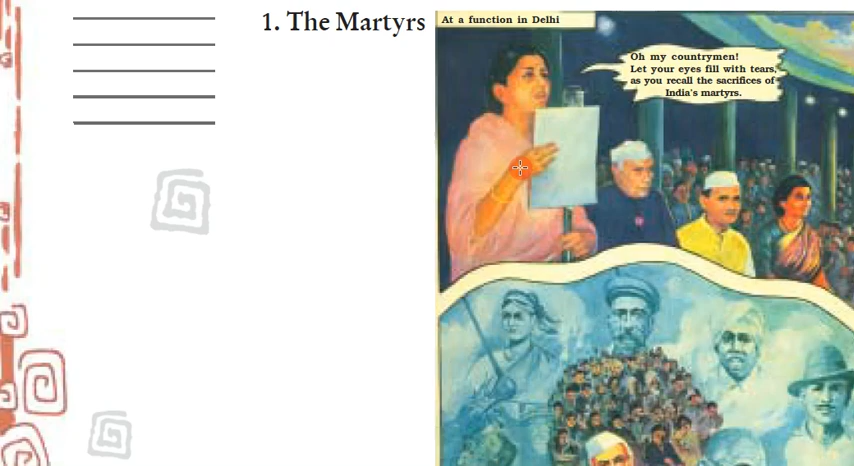 1. The Martyrs
At a function in Delhi
Oh my countrymen!
Let your eyes fill with tears,
as you recall the sacrifices of
India's martyrs.